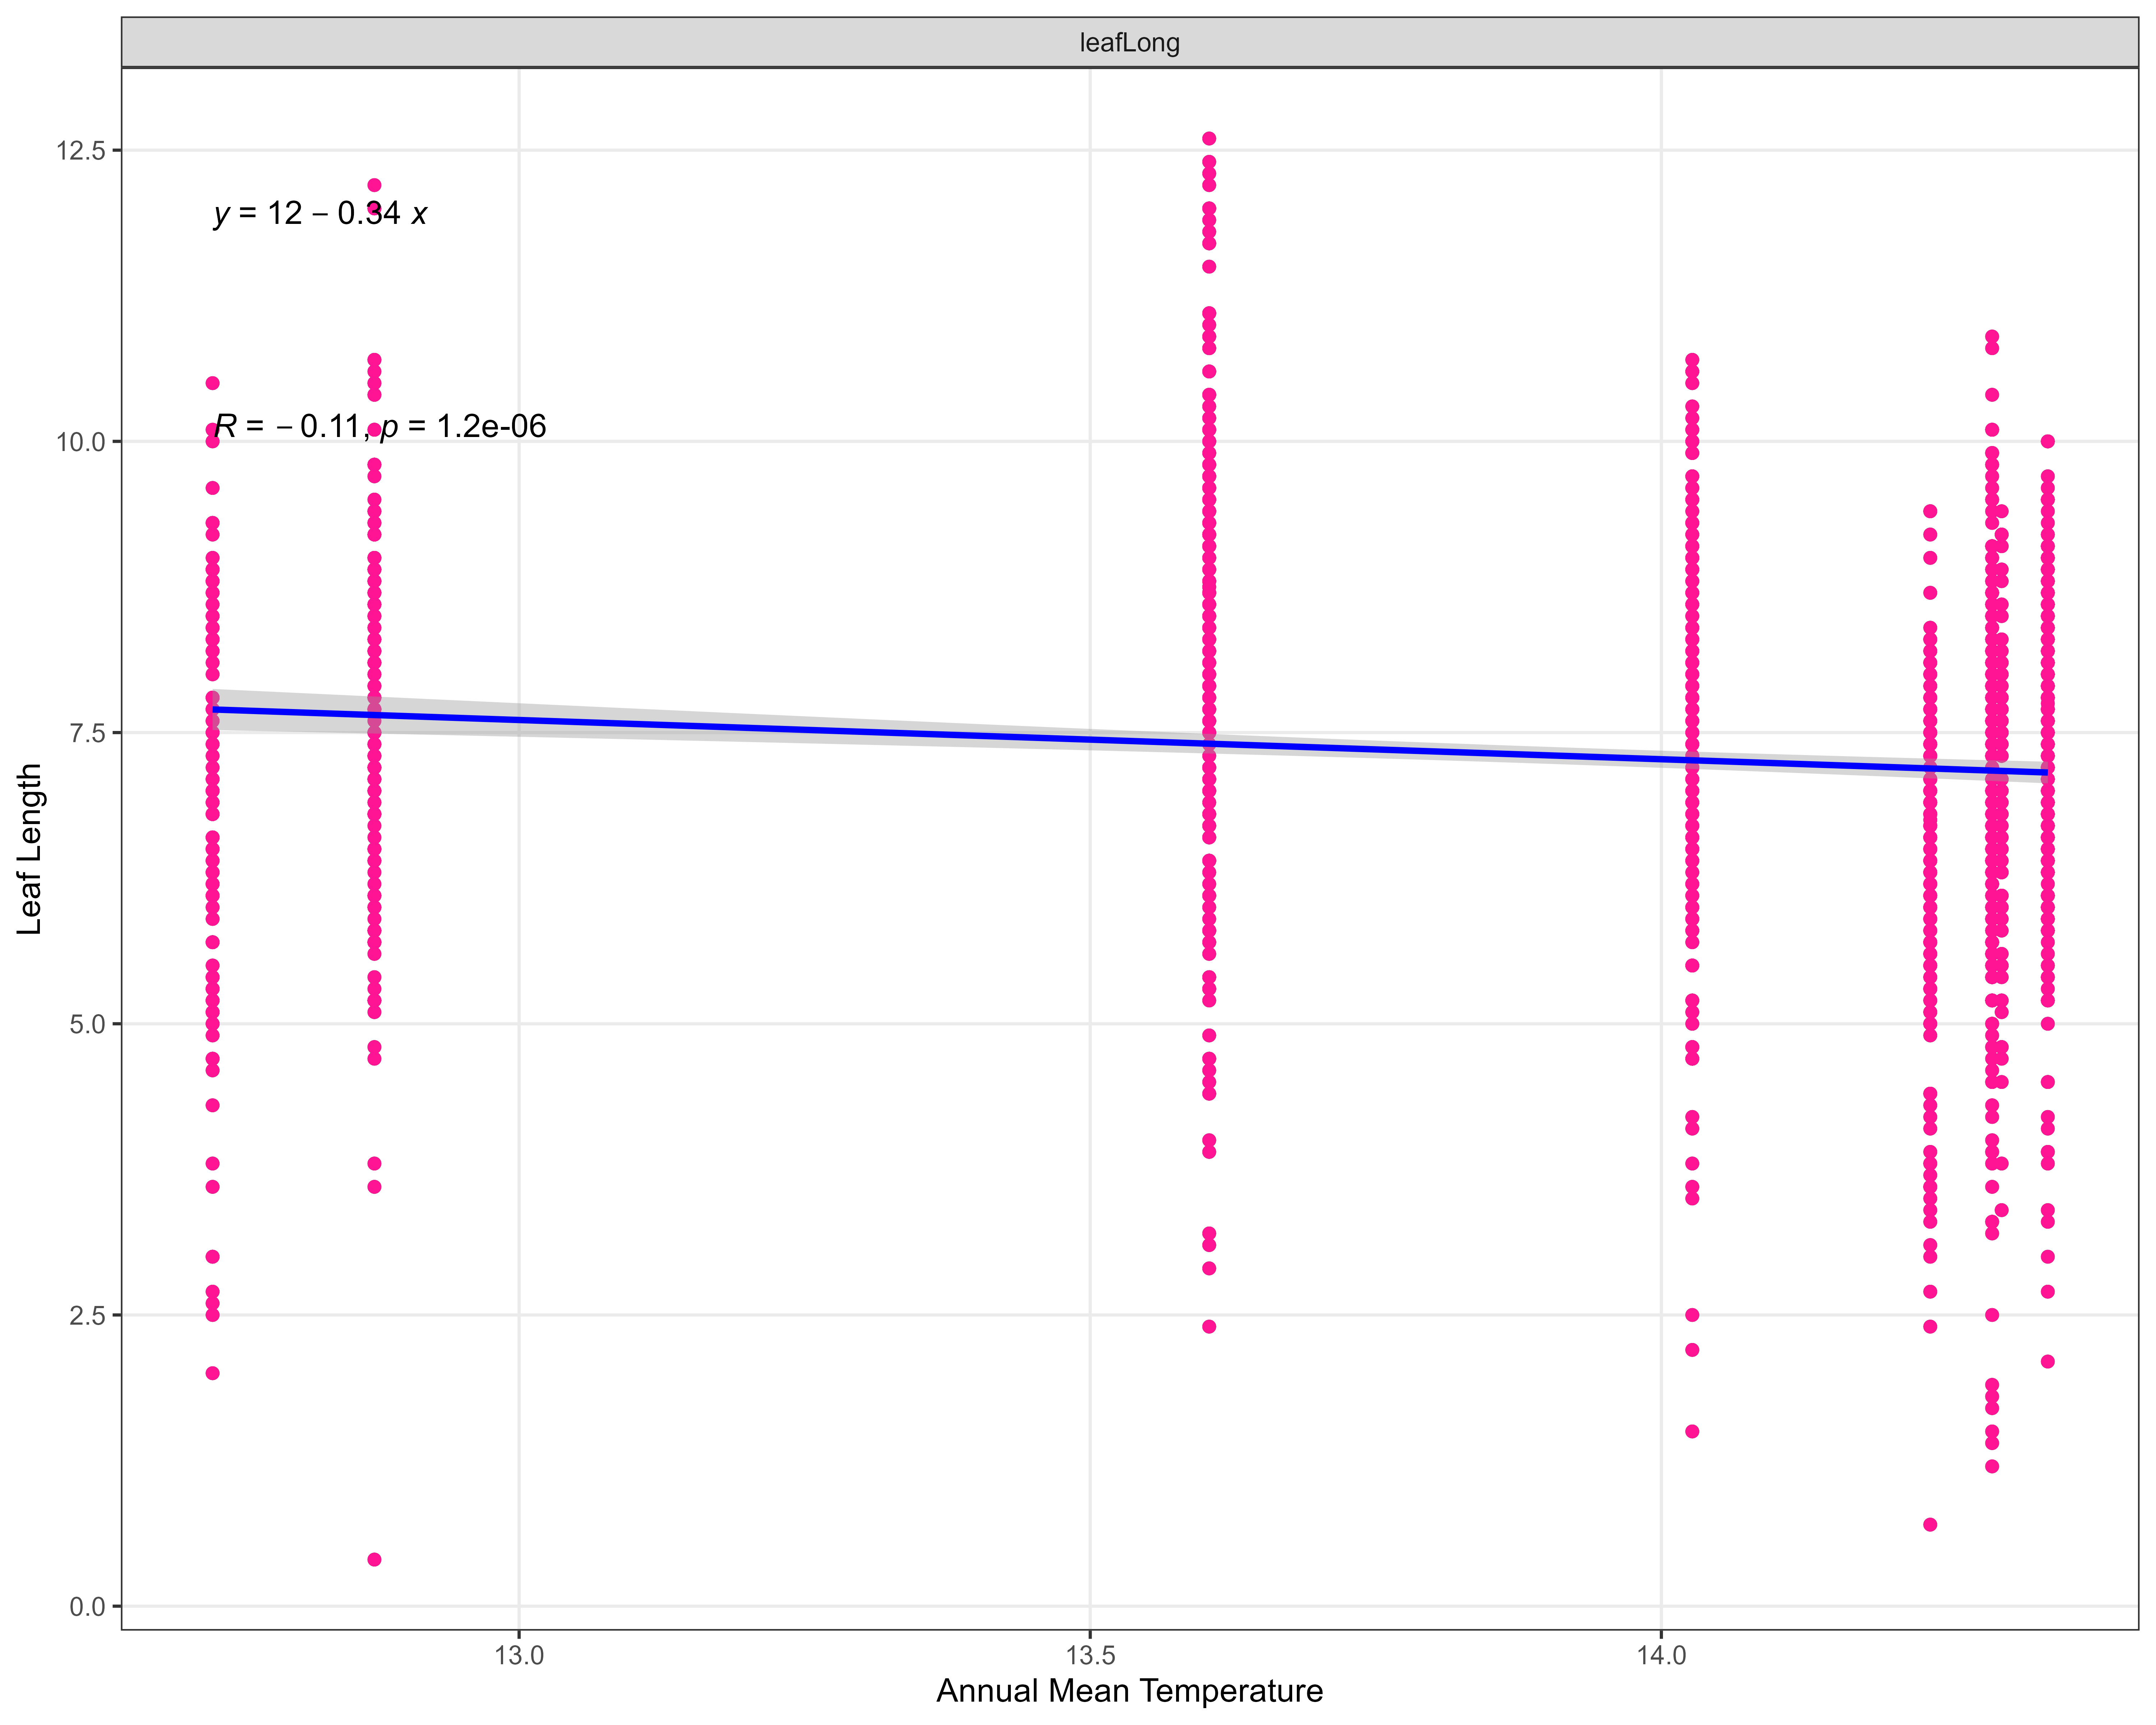 leafLong
12.5
y = 12 – 0.34 x
R = – 0.11, p = 1.2e-06
10.0
7.5
5.0
2.5
0.0
Leaf Length
13.0 13.5 14.0
Annual Mean Temperature